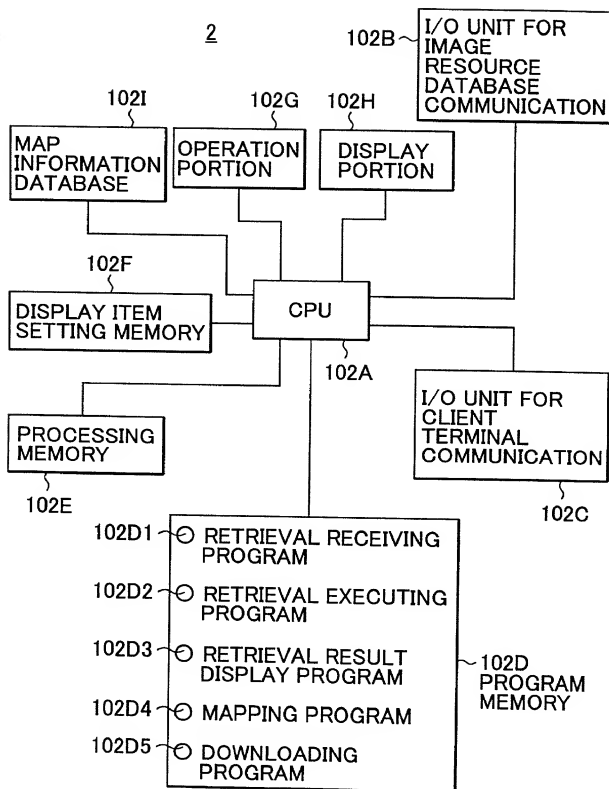 2
102B
I/O UNIT FOR
IMAGE
RESOURCE
DATABASE
COMMUNICATION
102I
102G
102H
MAP
INFORMATION
DATABASE
OPERATION
PORTION
DISPLAY
PORTION
102F
DISPLAY ITEM
SETTING MEMORY
CPU
102A
PROCESSING
MEMORY
102E
I/O UNIT FOR
CLIENT
TERMINAL
COMMUNICATION
102C
102D1
RETRIEVAL RECEIVING
PROGRAM
102D2
RETRIEVAL EXECUTING
PROGRAM
102D3
RETRIEVAL RESULT
DISPLAY PROGRAM
102D
PROGRAM
MEMORY
102D4
MAPPING PROGRAM
102D5
DOWNLOADING
PROGRAM